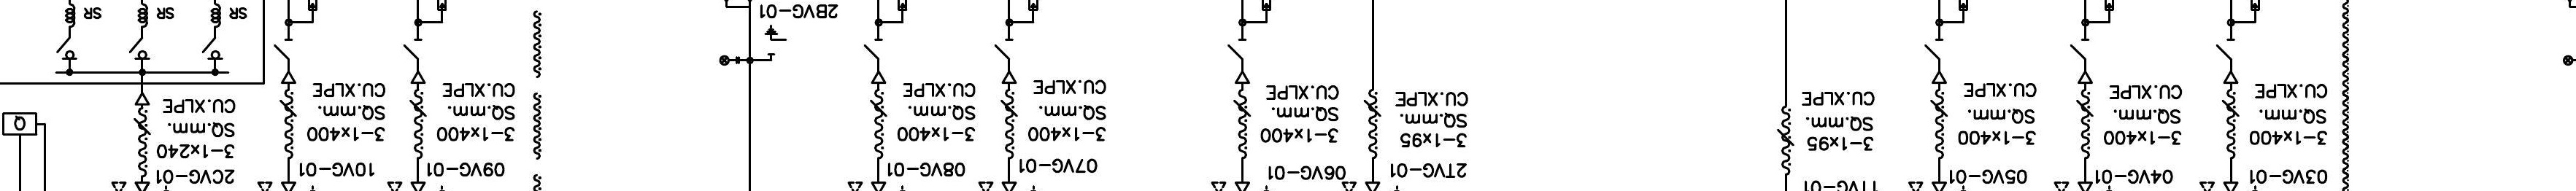 03VG-01
3-1x400
SQ.mm.
CU.XLPE
04VG-01
3-1x400
SQ.mm.
CU.XLPE
05VG-01
3-1x400
SQ.mm.
CU.XLPE
3-1x95
SQ.mm.
CU.XLPE
2TVG-01
3-1x95
SQ.mm.
CU.XLPE
06VG-01
3-1x400
SQ.mm.
CU.XLPE
07VG-01
3-1x400
SQ.mm.
CU.XLPE
08VG-01
3-1x400
SQ.mm.
CU.XLPE
2BVG-01
09VG-01
3-1x400
SQ.mm.
CU.XLPE
10VG-01
3-1x400
SQ.mm.
CU.XLPE
2CVG-01
3-1x240
SQ.mm.
CU.XLPE
SR
SR
SR